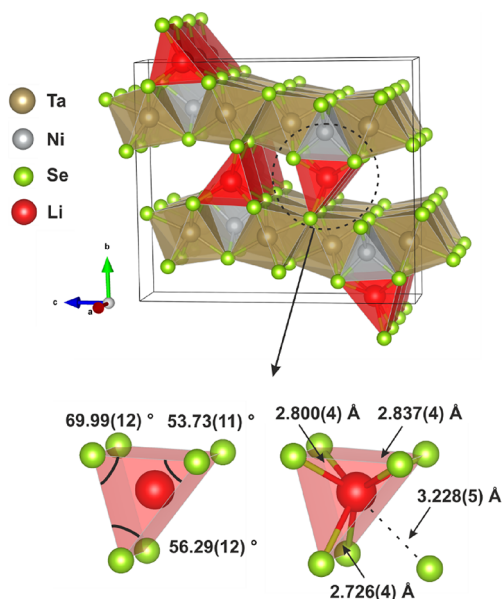 Ta
Ni
Se
Li
b
c
a
69.99(12) °
53.73(11) °
56.29(12) °
2.800(4) Å
2.837(4) Å
3.228(5) Å
2.726(4) Å